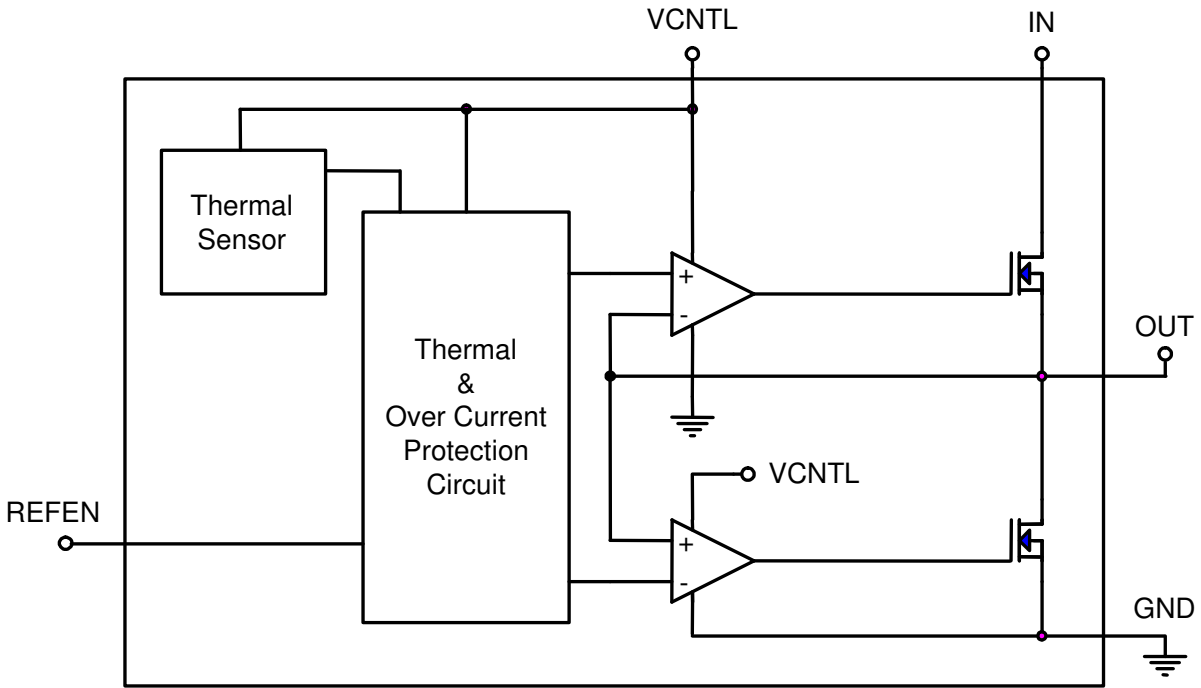 VCNTL
IN
Thermal
Sensor
+
-
OUT
Thermal
&
Over Current
Protection
Circuit
VCNTL
REFEN
+
-
GND